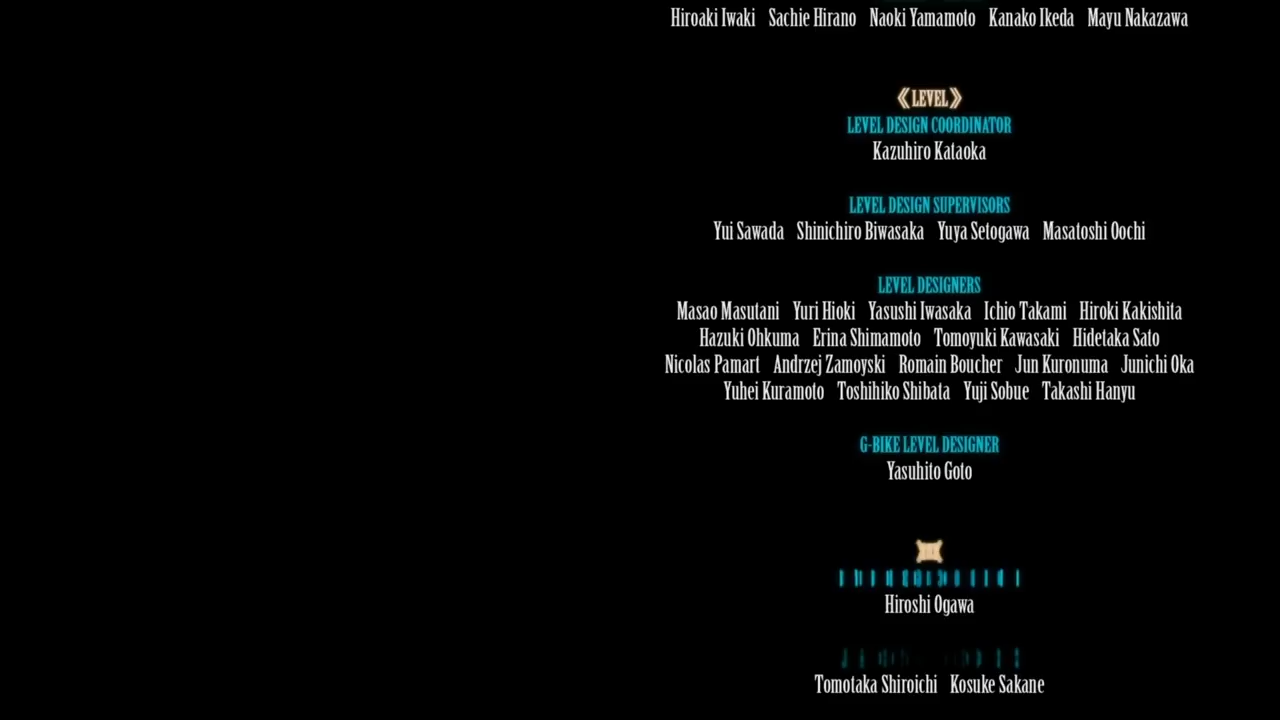 Hiroaki Iwaki Sachie Hirano Naoki Yamamoto Kanako Ikeda Mayu Nakazawa
《LEVEL》
LEVEL DESIGN COORDINATOR
Kazuhiro Kataoka
LEVEL DESIGN SUPERVISORS
Yui Sawada Shinichiro Biwasaka Yuya Setogawa Masatoshi Oochi
LEVEL DESIGNERS
Masao Masutani Yuri Hioki Yasushi Iwasaka Ichio Takami Hiroki Kakishita
Hazuki Ohkuma Erina Shimamoto Tomoyuki Kawasaki Hidetaka Sato
Nicolas Pamart Andrzej Zamoyski Romain Boucher Jun Kuronuma Junichi Oka
Yuhei Kuramoto Toshihiko Shibata Yuji Sobue Takashi Hanyu
G-BIKE LEVEL DESIGNER
Yasuhito Goto
Hiroshi Ogawa
Tomotaka Shiroichi Kosuke Sakane